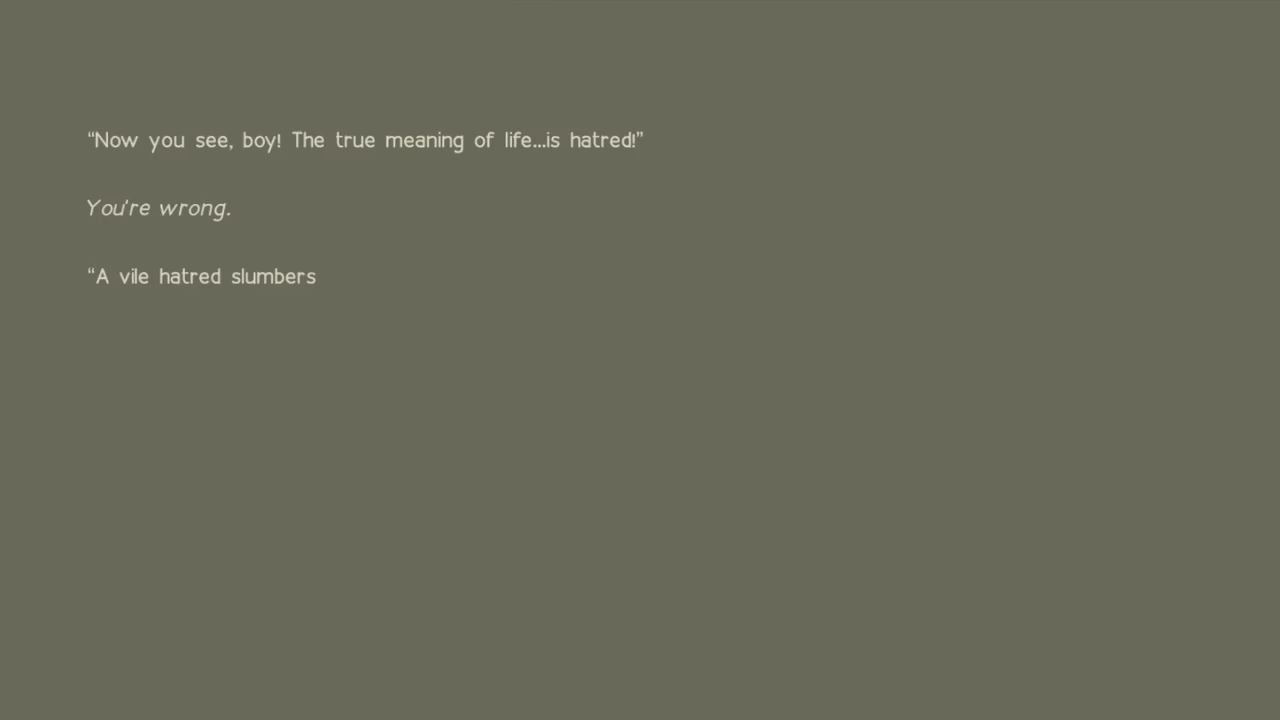 “Now you see, boy! The true meaning of life...is hatred!”
You're wrong.
“A vile hatred slumbers